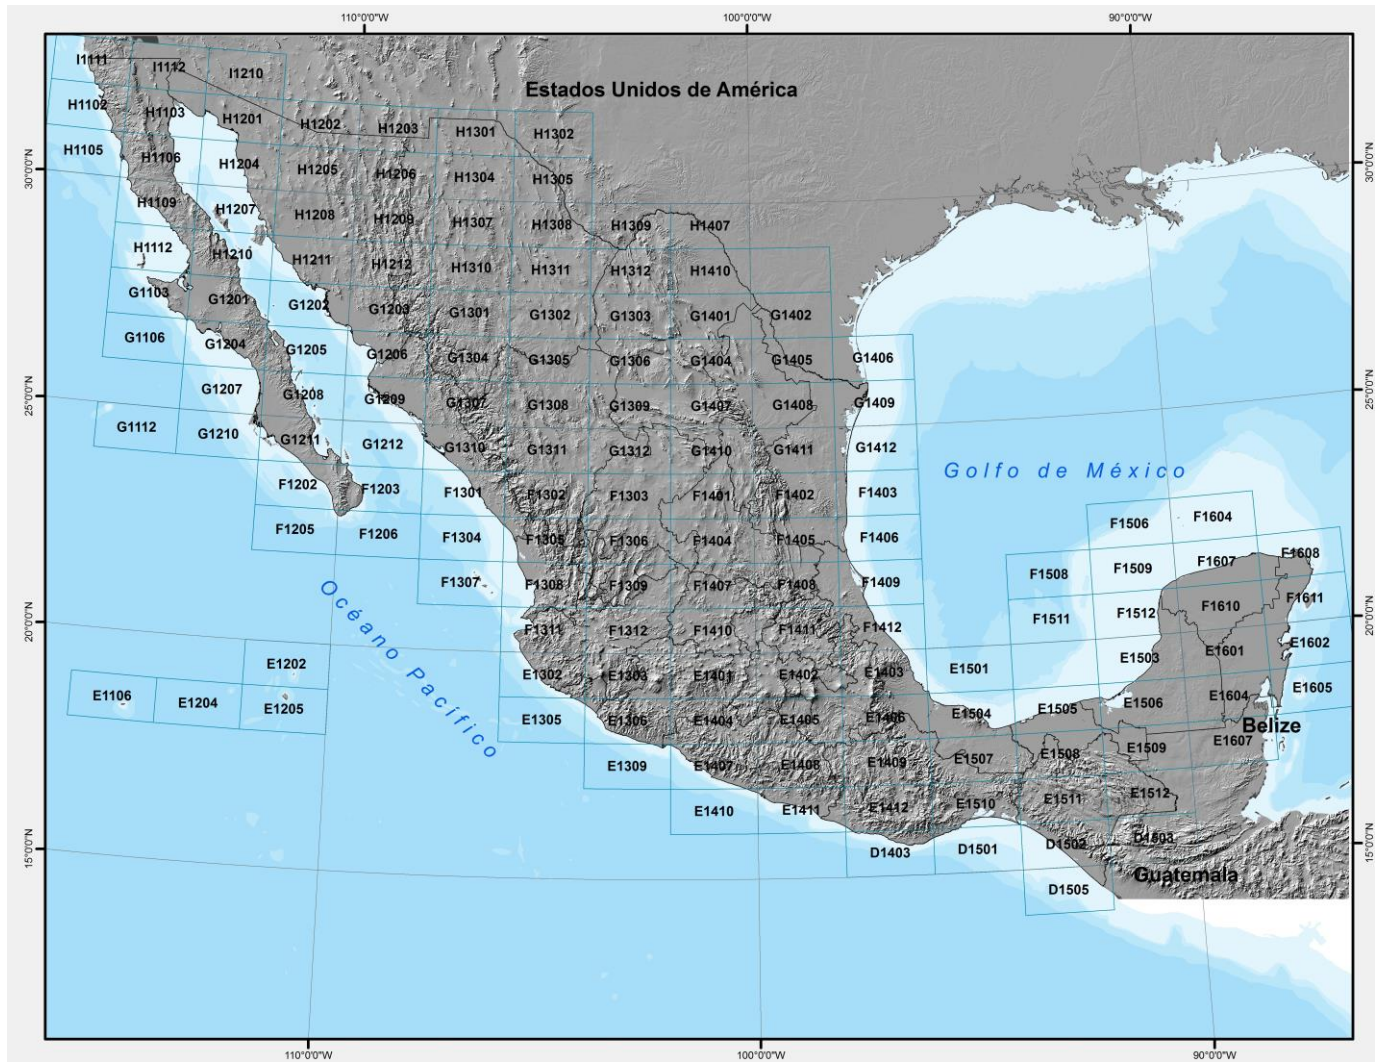 110°0'0"W 100°0'0"W 90°0'0"W
I1111 I1112 I1210
Estados Unidos de América
H1102 H1103 H1201 H1202 H1203 H1301 H1302
H1105 H1106 H1204 H1205 H1206 H1304 H1305
30°0'0"N 30°0'0"N
H1109 H1207 H1208 H1209 H1307 H1308 H1309 H1407
H1112 H1210 H1211 H1212 H1310 H1311 H1312 H1410
G1103 G1201 G1202 G1203 G1301 G1302 G1303 G1401 G1402
G1106 G1204 G1205 G1206 G1304 G1305 G1306 G1404 G1405 G1406
25°0'0"N 25°0'0"N
G1207 G1208 G1209 G1307 G1308 G1309 G1407 G1408 G1409
G1112 G1210 G1211 G1212 G1310 G1311 G1312 G1410 G1411 G1412
Golfo de México
F1202 F1203 F1301 F1302 F1303 F1401 F1402 F1403
F1205 F1206 F1304 F1305 F1306 F1404 F1405 F1406 F1506 F1604
F1307 F1308 F1309 F1407 F1408 F1409 F1508 F1509 F1607 F1608
Océano Pacífico
20°0'0"N 20°0'0"N
F1311 F1312 F1410 F1411 F1412 F1511 F1512 F1610 F1611
E1202 E1302 E1303 E1401 E1402 E1403 E1501 E1503 E1601 E1602
E1106 E1204 E1205 E1305 E1306 E1404 E1405 E1406 E1504 E1505 E1506 E1604 E1605
Belize
E1309 E1407 E1408 E1409 E1507 E1508 E1509 E1607
E1410 E1411 E1412 E1510 E1511 E1512
15°0'0"N 15°0'0"N
D1403 D1501 D1502 D1503
Guatemala
D1505
110°0'0"W 100°0'0"W 90°0'0"W